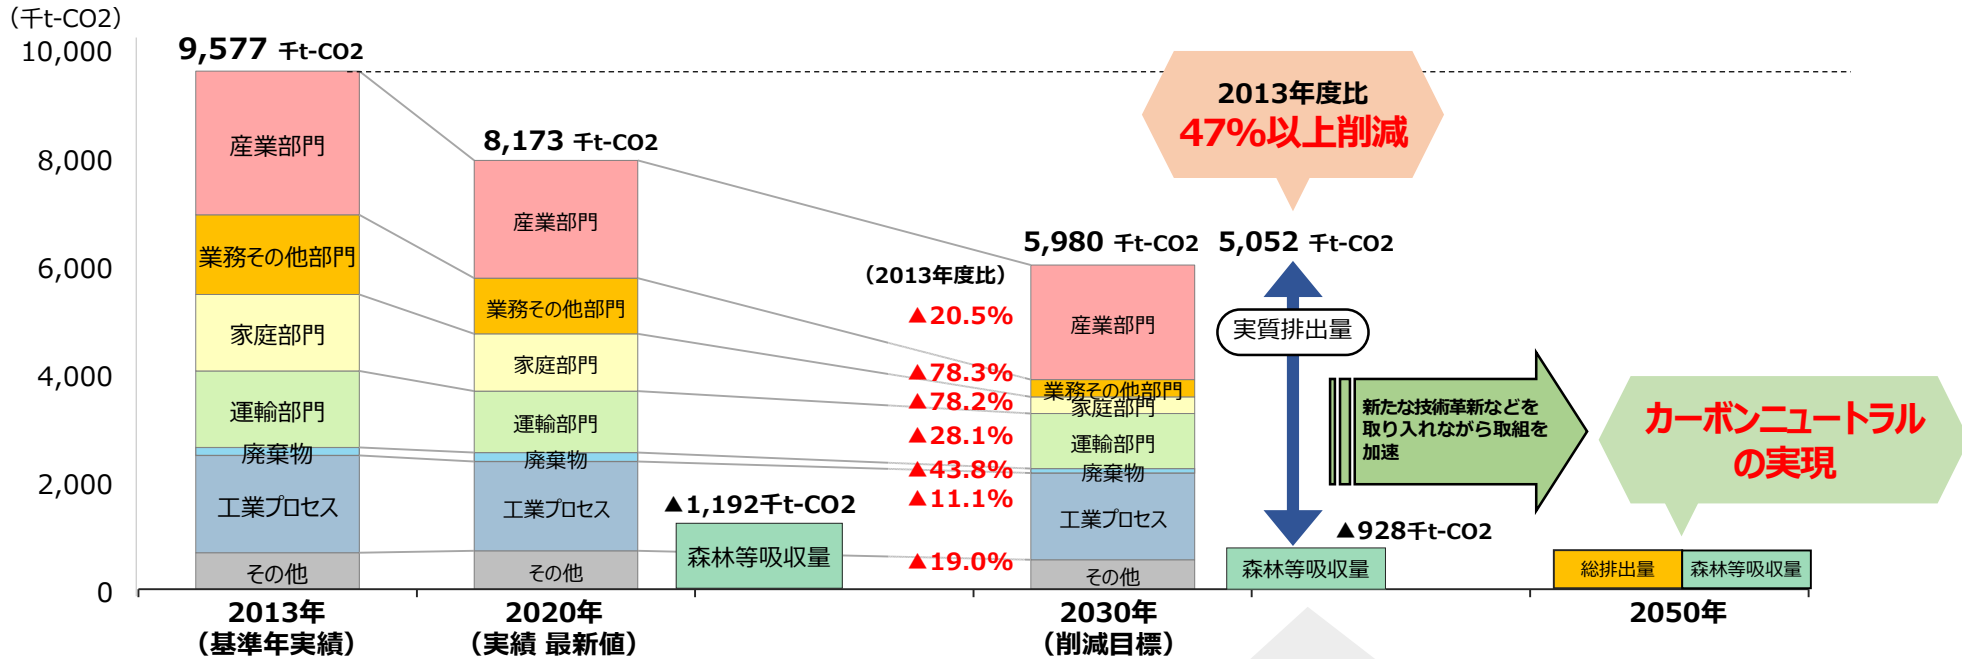 （千t-CO2）
10,000
8,000
6,000
4,000
2,000
0
9,577 千t-CO2
産業部門
業務その他部門
家庭部門
運輸部門
廃棄物
工業プロセス
その他
2013年
（基準年実績）
8,173 千t-CO2
産業部門
業務その他部門
家庭部門
運輸部門
廃棄物
工業プロセス
その他
2020年
（実績 最新値）
▲1,192千t-CO2
森林等吸収量
（2013年度比）
▲20.5%
▲78.3%
▲78.2%
▲28.1%
▲43.8%
▲11.1%
▲19.0%
5,980 千t-CO2
産業部門
業務その他部門
家庭部門
運輸部門
廃棄物
工業プロセス
その他
2030年
（削減目標）
2013年度比
47%以上削減
5,052 千t-CO2
実質排出量
▲928千t-CO2
森林等吸収量
新たな技術革新などを
取り入れながら取組を
加速
カーボンニュートラル
の実現
総排出量
森林等吸収量
2050年